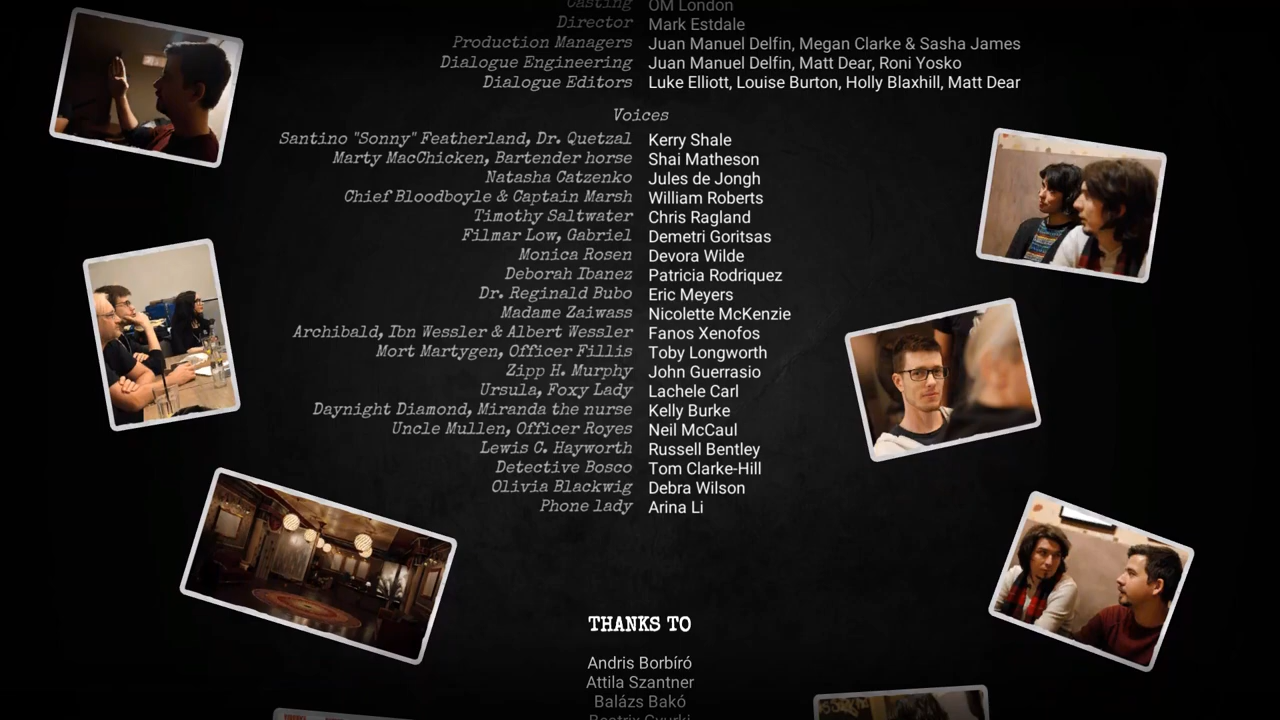 Casting OM London
Director Mark Estdale
Production Managers Juan Manuel Delfin, Megan Clarke & Sasha James
Dialogue Engineering Juan Manuel Delfin, Matt Dear, Roni Yosko
Dialogue Editors Luke Elliott, Louise Burton, Holly Blaxhill, Matt Dear
Voices
Santino "Sonny" Featherland, Dr. Quetzal Kerry Shale
Marty MacChicken, Bartender horse Shai Matheson
Natasha Catzenko Jules de Jongh
Chief Bloodboyle & Captain Marsh William Roberts
Timothy Saltwater Chris Ragland
Filmar Low, Gabriel Demetri Goritsas
Monica Rosen Devora Wilde
Deborah Ibanez Patricia Rodriquez
Dr. Reginald Bubo Eric Meyers
Madame Zaiwass Nicolette McKenzie
Archibald, Ibn Wessler & Albert Wessler Fanos Xenofos
Mort Martygen, Officer Fillis Toby Longworth
Zipp H. Murphy John Guerrasio
Ursula, Foxy Lady Lachele Carl
Daynight Diamond, Miranda the nurse Kelly Burke
Uncle Mullen, Officer Royes Neil McCaul
Lewis C. Hayworth Russell Bentley
Detective Bosco Tom Clarke-Hill
Olivia Blackwig Debra Wilson
Phone lady Arina Li
THANKS TO
Andris Borbíró
Attila Szantner
Balázs Bakó